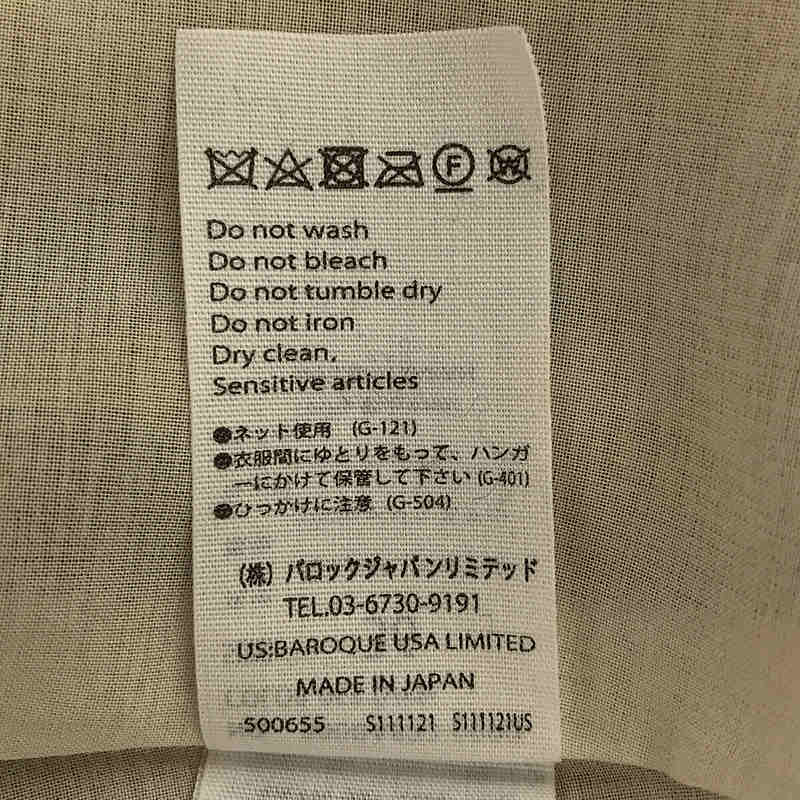 F W
Do not wash
Do not bleach
Do not tumble dry
Do not iron
Dry clean.
Sensitive articles
●ネット使用 (G-121)
●衣服間にゆとりをもって、ハンガ
ーにかけて保管して下さい (G-401)
●ひっかけに注意 (G-504)
(株) バロックジャパンリミテッド
TEL.03-6730-9191
US:BAROQUE USA LIMITED
MADE IN JAPAN
500655 S111121 S111121US